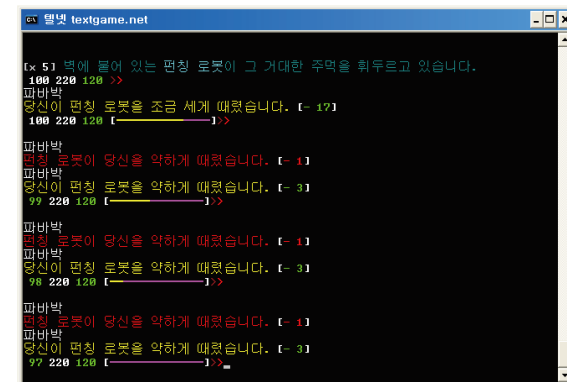 텔넷 textgame.net
[x 5] 벽에 붙어 있는 펀칭 로봇이 그 거대한 주먹을 휘두르고 있습니다.
100 220 120 >>
파바박
당신이 펀칭 로봇을 조금 세게 때렸습니다. [- 17]
100 220 120 [────────]>>
파바박
펀칭 로봇이 당신을 약하게 때렸습니다. [- 1]
파바박
당신이 펀칭 로봇을 약하게 때렸습니다. [- 3]
99 220 120 [────────]>>
파바박
펀칭 로봇이 당신을 약하게 때렸습니다. [- 1]
파바박
당신이 펀칭 로봇을 약하게 때렸습니다. [- 3]
98 220 120 [────────]>>
파바박
펀칭 로봇이 당신을 약하게 때렸습니다. [- 1]
파바박
당신이 펀칭 로봇을 약하게 때렸습니다. [- 3]
97 220 120 [────────]>>_